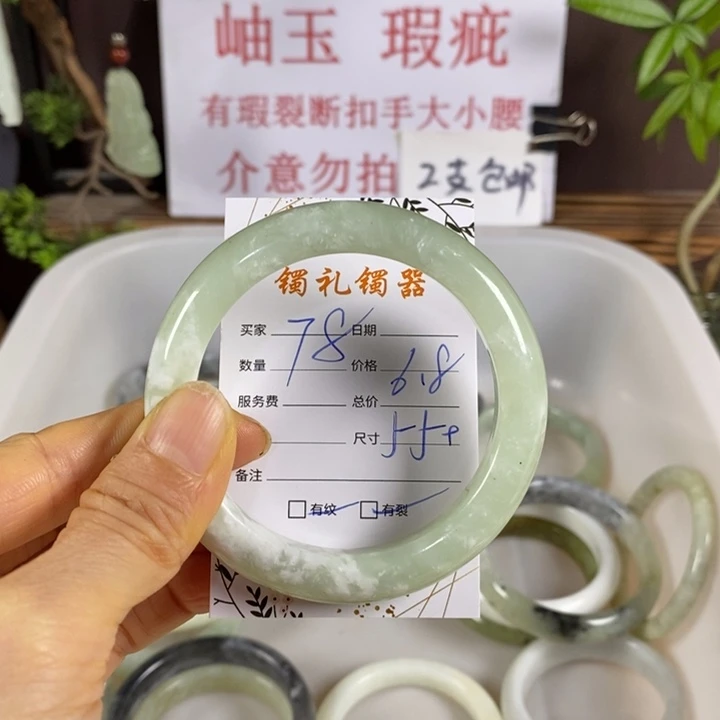 岫玉 瑕疵
有瑕裂断扣手大小腰
介意勿拍 2支包邮
镯礼镯器
买家 78 日期
数量 价格 6.8
服务费 总价
尺寸 55+
备注
有纹 有裂